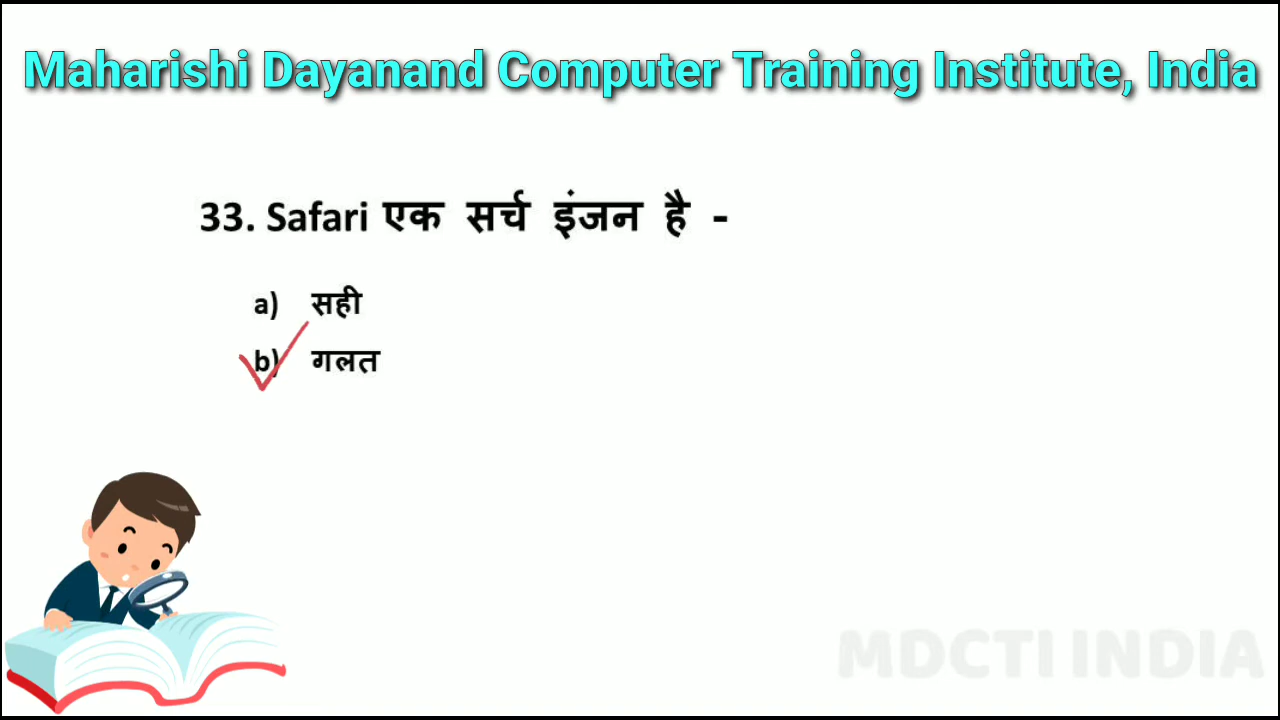 Maharishi Dayanand Computer Training Institute, India
33. Safari एक सर्च इंजन है -
a) सही
b) गलत
MDCTI INDIA